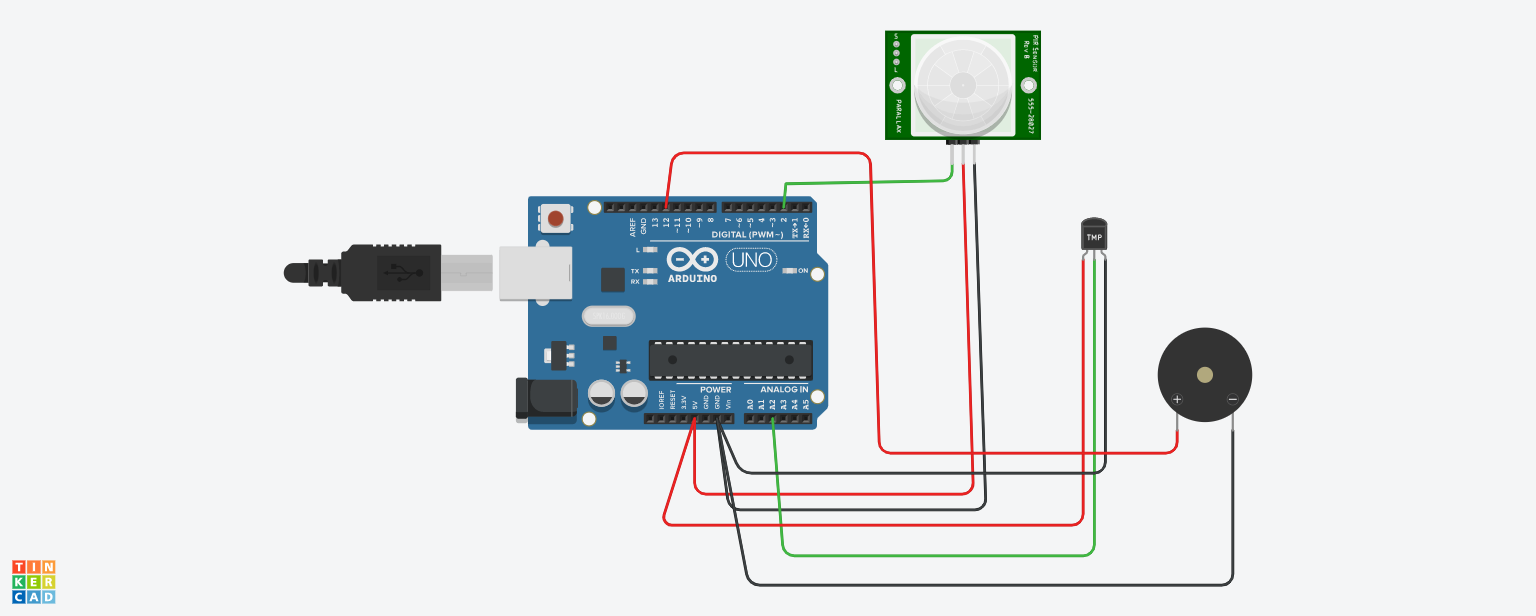 S
L
PARALLAX
PIR Sensor
Rev B
555-28027
AREF
GND
13
12
~11
~10
~9
8
7
~6
~5
4
~3
2
TX→1
RX←0
DIGITAL (PWM~)
L
TX
RX
ARDUINO
UNO
ON
TMP
POWER
ANALOG IN
IOREF
RESET
3.3V
5V
GND
GND
Vin
A0
A1
A2
A3
A4
A5
TIN
KER
CAD